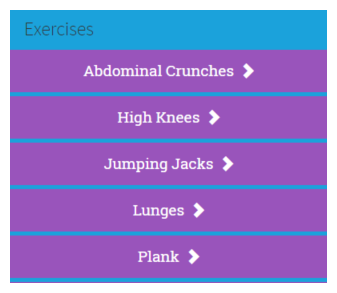 Exercises
Abdominal Crunches
High Knees
Jumping Jacks
Lunges
Plank